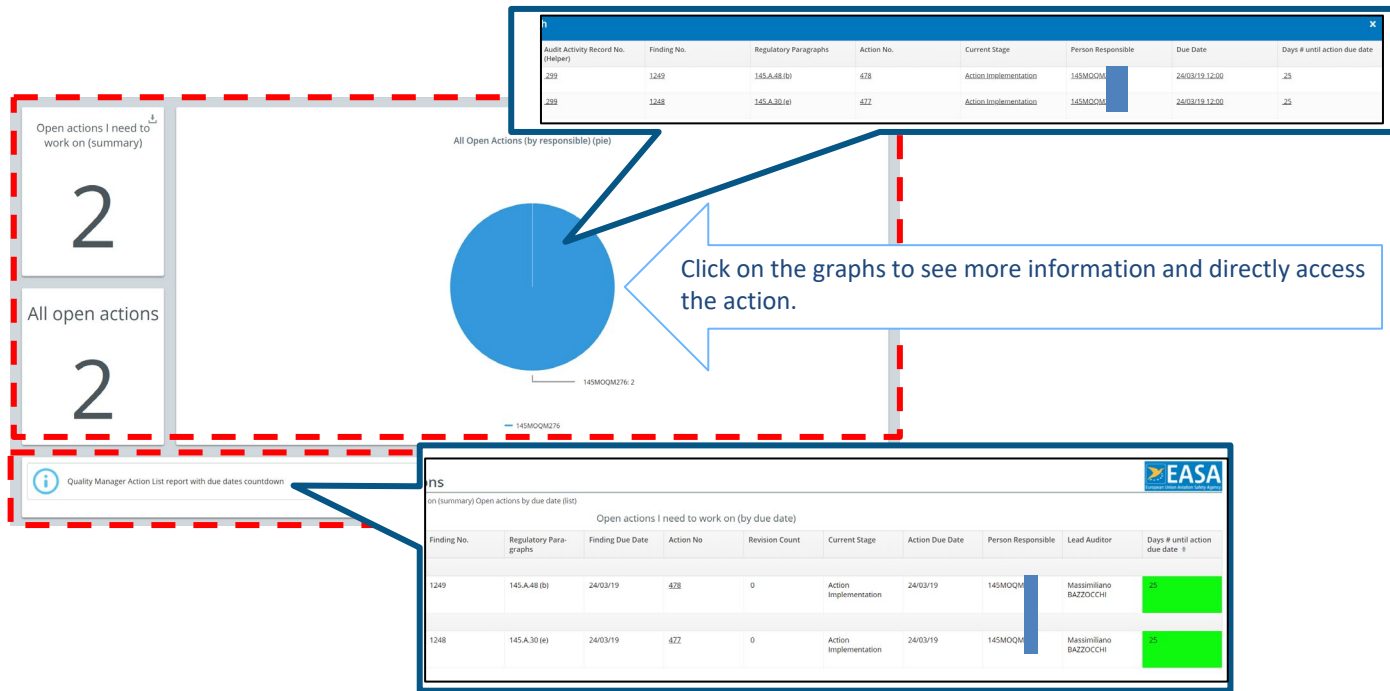 h x
Audit Activity Record No. (Helper) Finding No. Regulatory Paragraphs Action No. Current Stage Person Responsible Due Date Days # until action due date
299 1249 145.A.48 (b) 478 Action Implementation 145MOQM 24/03/19 12:00 25
299 1248 145.A.30 (e) 477 Action Implementation 145MOQM 24/03/19 12:00 25
Open actions I need to
work on (summary)
2
All open actions
2
All Open Actions (by responsible) (pie)
145MOQM276: 2
145MOQM276
Click on the graphs to see more information and directly access
the action.
Quality Manager Action List report with due dates countdown
ons
EASA
European Union Aviation Safety Agency
on (summary) Open actions by due date (list)
Open actions I need to work on (by due date)
Finding No. Regulatory Para-graphs Finding Due Date Action No Revision Count Current Stage Action Due Date Person Responsible Lead Auditor Days # until action due date ↑
1249 145.A.48 (b) 24/03/19 478 0 Action Implementation 24/03/19 145MOQM Massimiliano BAZZOCCHI 25
1248 145.A.30 (e) 24/03/19 477 0 Action Implementation 24/03/19 145MOQM Massimiliano BAZZOCCHI 25